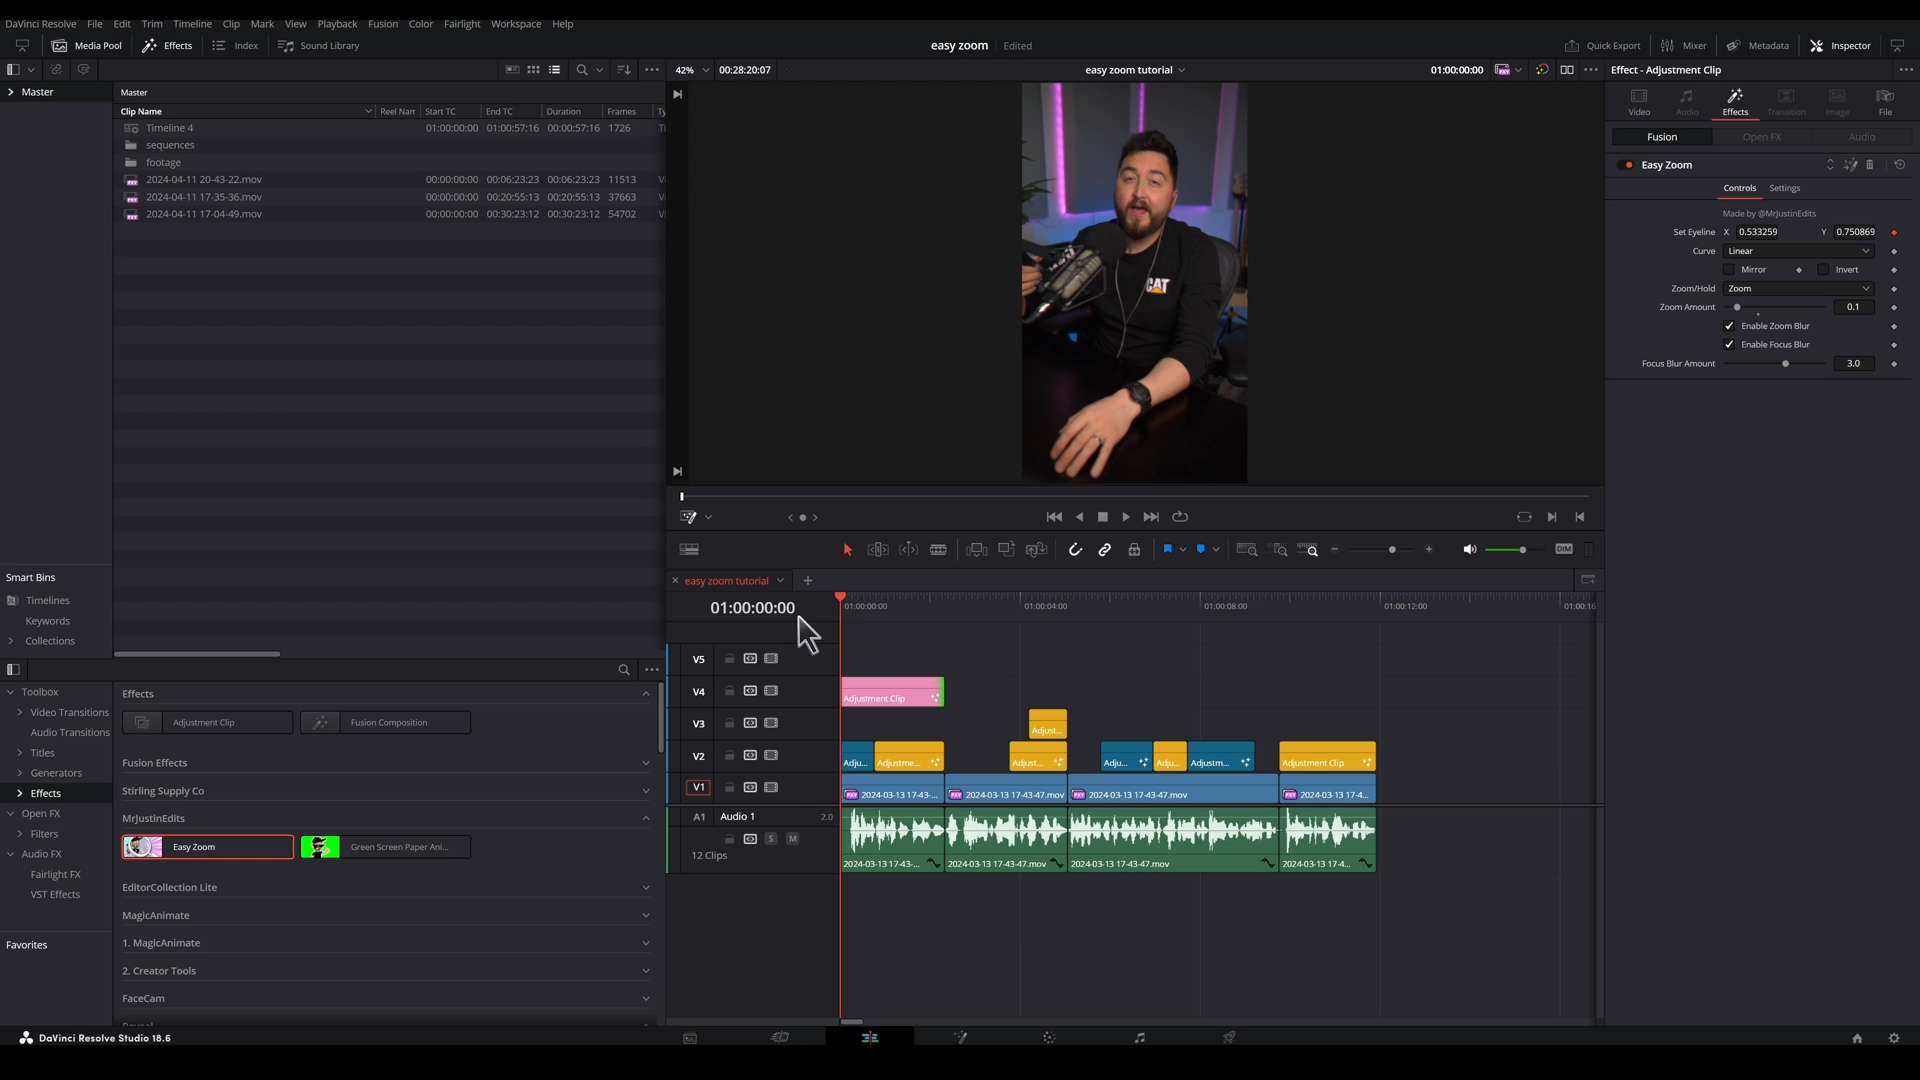 DaVinci Resolve File Edit Trim Timeline Clip Mark View Playback Fusion Color Fairlight Workspace Help
Media Pool Effects Index Sound Library easy zoom Edited Quick Export Mixer Metadata Inspector
42% 00:28:20:07 easy zoom tutorial 01:00:00:00 Effect - Adjustment Clip
Master
Master
Clip Name Reel Nam Start TC End TC Duration Frames Ty
Timeline 4 01:00:00:00 01:00:57:16 00:00:57:16 1726 Ti
sequences
footage
2024-04-11 20-43-22.mov 00:00:00:00 00:06:23:23 00:06:23:23 11513 Vi
2024-04-11 17-35-36.mov 00:00:00:00 00:20:55:13 00:20:55:13 37663 Vi
2024-04-11 17-04-49.mov 00:00:00:00 00:30:23:12 00:30:23:12 54702 Vi
CAT
Video Audio Effects Transition Image File
Fusion Open FX Audio
Easy Zoom
Controls Settings
Made by @MrJustinEdits
Set Eyeline X 0.533259 Y 0.750869
Curve Linear
Mirror Invert
Zoom/Hold Zoom
Zoom Amount 0.1
Enable Zoom Blur
Enable Focus Blur
Focus Blur Amount 3.0
Smart Bins
Timelines
Keywords
Collections
DIM
easy zoom tutorial
01:00:00:00 01:00:00:00 01:00:04:00 01:00:08:00 01:00:12:00 01:00:16
V5
V4 Adjustment Clip
V3 Adjust...
V2 Adju... Adjustme... Adjust... Adju... Adju... Adjustm... Adjustment Clip
V1 2024-03-13 17-43-... 2024-03-13 17-43-47.mov 2024-03-13 17-43-47.mov 2024-03-13 17-4...
A1 Audio 1 2.0
S M
12 Clips
2024-03-13 17-43-... 2024-03-13 17-43-47.mov 2024-03-13 17-43-47.mov 2024-03-13 17-4...
Toolbox
Video Transitions
Audio Transitions
Titles
Generators
Effects
Open FX
Filters
Audio FX
Fairlight FX
VST Effects
Favorites
Effects
Adjustment Clip Fusion Composition
Fusion Effects
Stirling Supply Co
MrJustinEdits
Easy Zoom Green Screen Paper Ani...
EditorCollection Lite
MagicAnimate
1. MagicAnimate
2. Creator Tools
FaceCam
DaVinci Resolve Studio 18.6